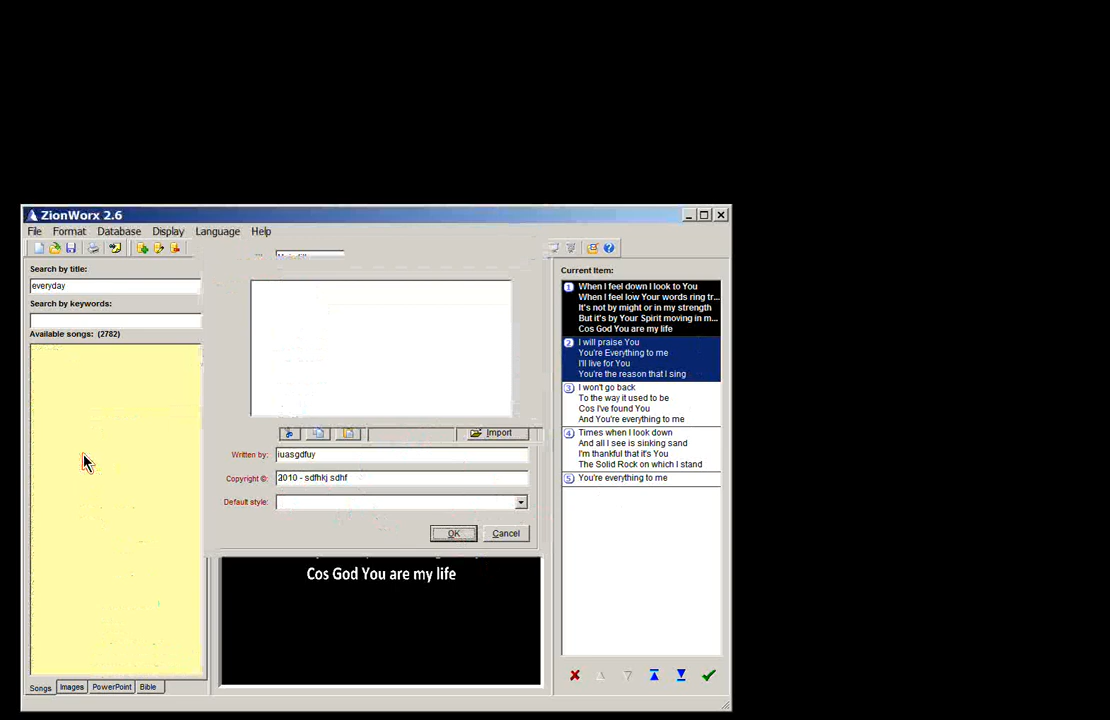 ZionWorx 2.6
File Format Database Display Language Help
Search by title:
everyday
Search by keywords:
Available songs: (2782)
Import
Written by: iuasgdfuy
Copyright ©: 2010 - sdfhkj sdhf
Default style:
OK Cancel
Cos God You are my life
Songs Images PowerPoint Bible
Current Item:
1 When I feel down I look to You
When I feel low Your words ring tr...
It's not by might or in my strength
But it's by Your Spirit moving in m...
Cos God You are my life
2 I will praise You
You're Everything to me
I'll live for You
You're the reason that I sing
3 I won't go back
To the way it used to be
Cos I've found You
And You're everything to me
4 Times when I look down
And all I see is sinking sand
I'm thankful that it's You
The Solid Rock on which I stand
5 You're everything to me